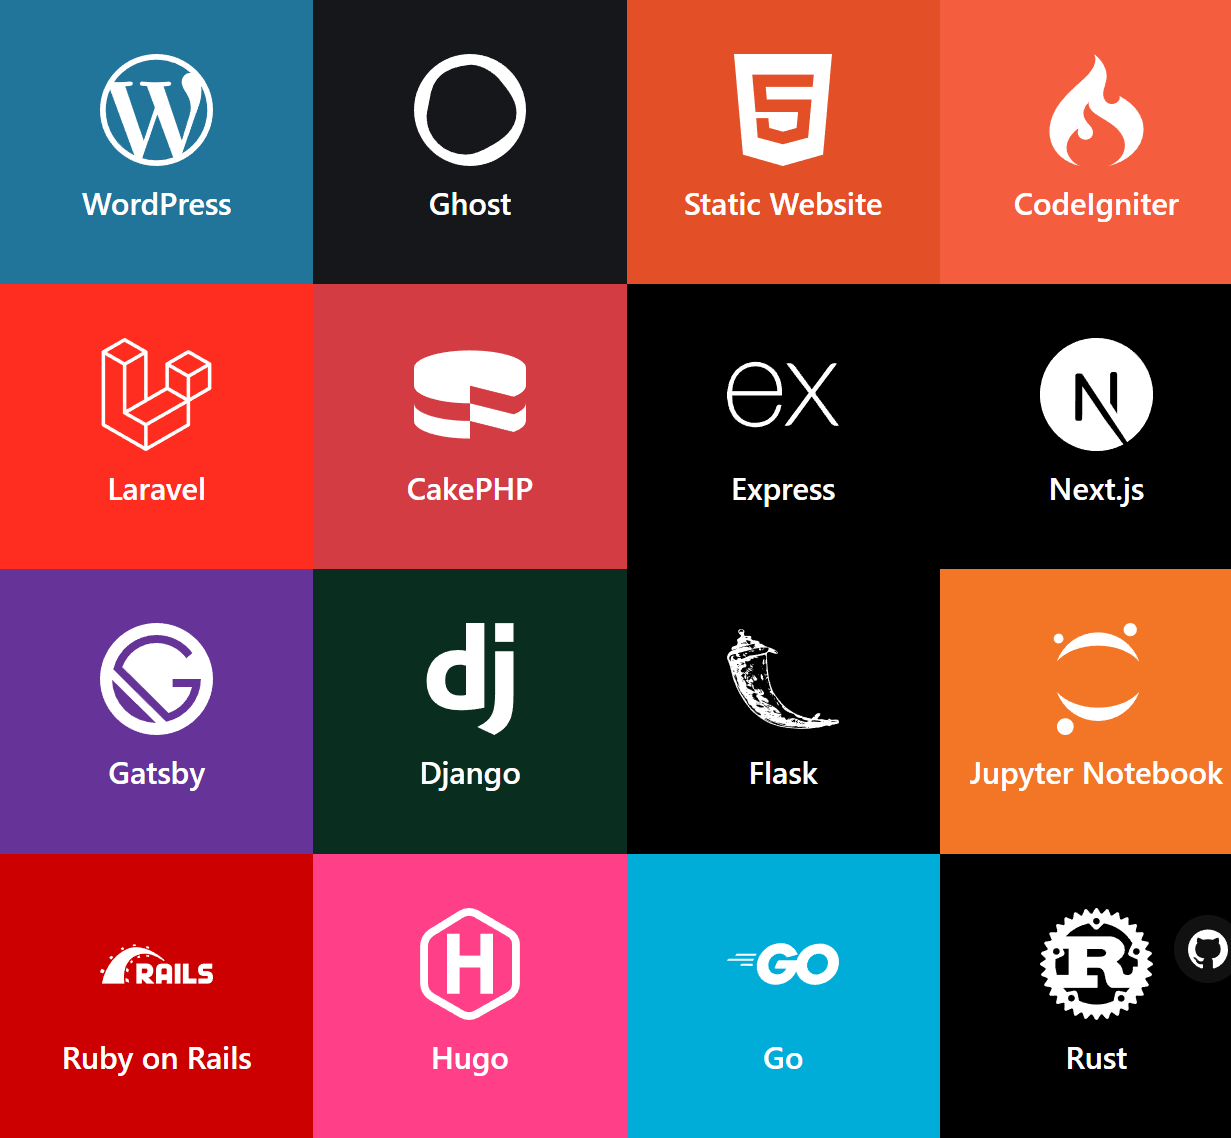 WordPress
Ghost
Static Website
CodeIgniter
Laravel
CakePHP
ex
Express
N
Next.js
Gatsby
dj
Django
Flask
Jupyter Notebook
RAILS
Ruby on Rails
H
Hugo
GO
Go
R
Rust